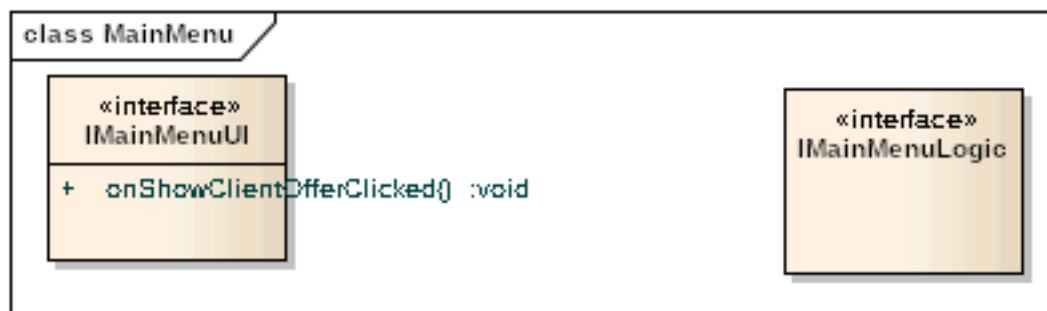 class MainMenu
«interface»
IMainMenuUI
+ onShowClientOfferClicked() :void
«interface»
IMainMenuLogic